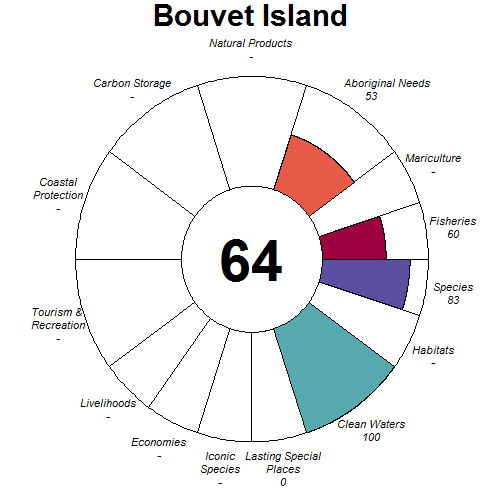 Bouvet Island
Natural Products
-
Carbon Storage
-
Aboriginal Needs
53
Mariculture
-
Coastal
Protection
-
Fisheries
60
64
Species
83
Tourism &
Recreation
-
Habitats
-
Livelihoods
-
Clean Waters
100
Economies
-
Iconic
Species
-
Lasting Special
Places
0